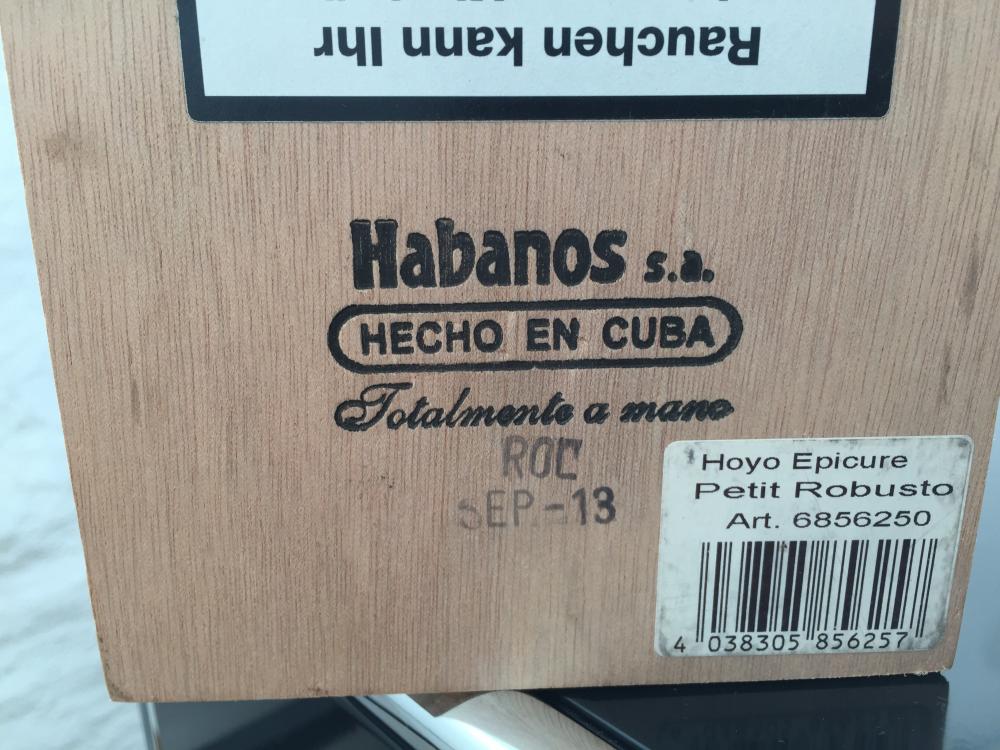 Rauchen kann Ihr
Habanos s.a.
HECHO EN CUBA
Totalmente a mano
ROC
SEP.-13
Hoyo Epicure
Petit Robusto
Art. 6856250
4 038305 856257